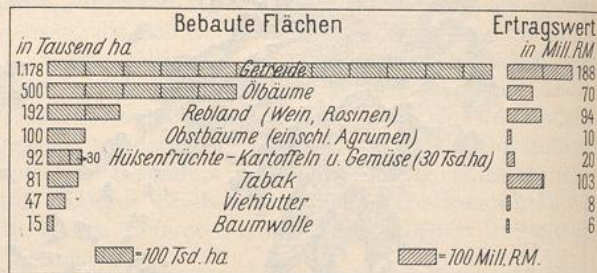 Bebaute Flächen Ertragswert
in Tausend ha in Mill. RM
1.178 Getreide 188
500 Ölbäume 70
192 Rebland (Wein, Rosinen) 94
100 Obstbäume (einschl. Agrumen) 10
92 30 Hülsenfrüchte-Kartoffeln u. Gemüse (30 Tsd. ha) 20
81 Tabak 103
47 Viehfutter 8
15 Baumwolle 6
=100 Tsd. ha =100 Mill. R.M.